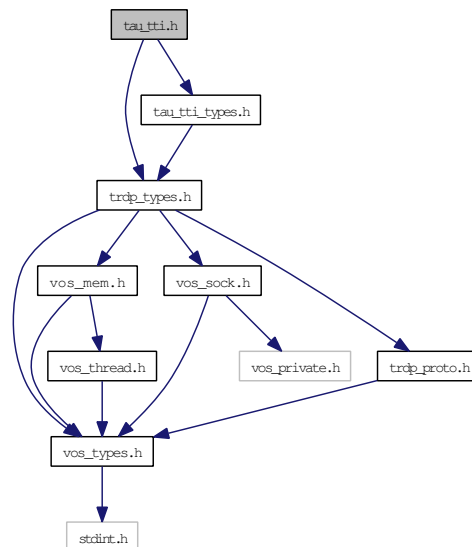 tau_tti.h
tau_tti_types.h
trdp_types.h
vos_mem.h
vos_sock.h
vos_thread.h
vos_private.h
trdp_proto.h
vos_types.h
stdint.h